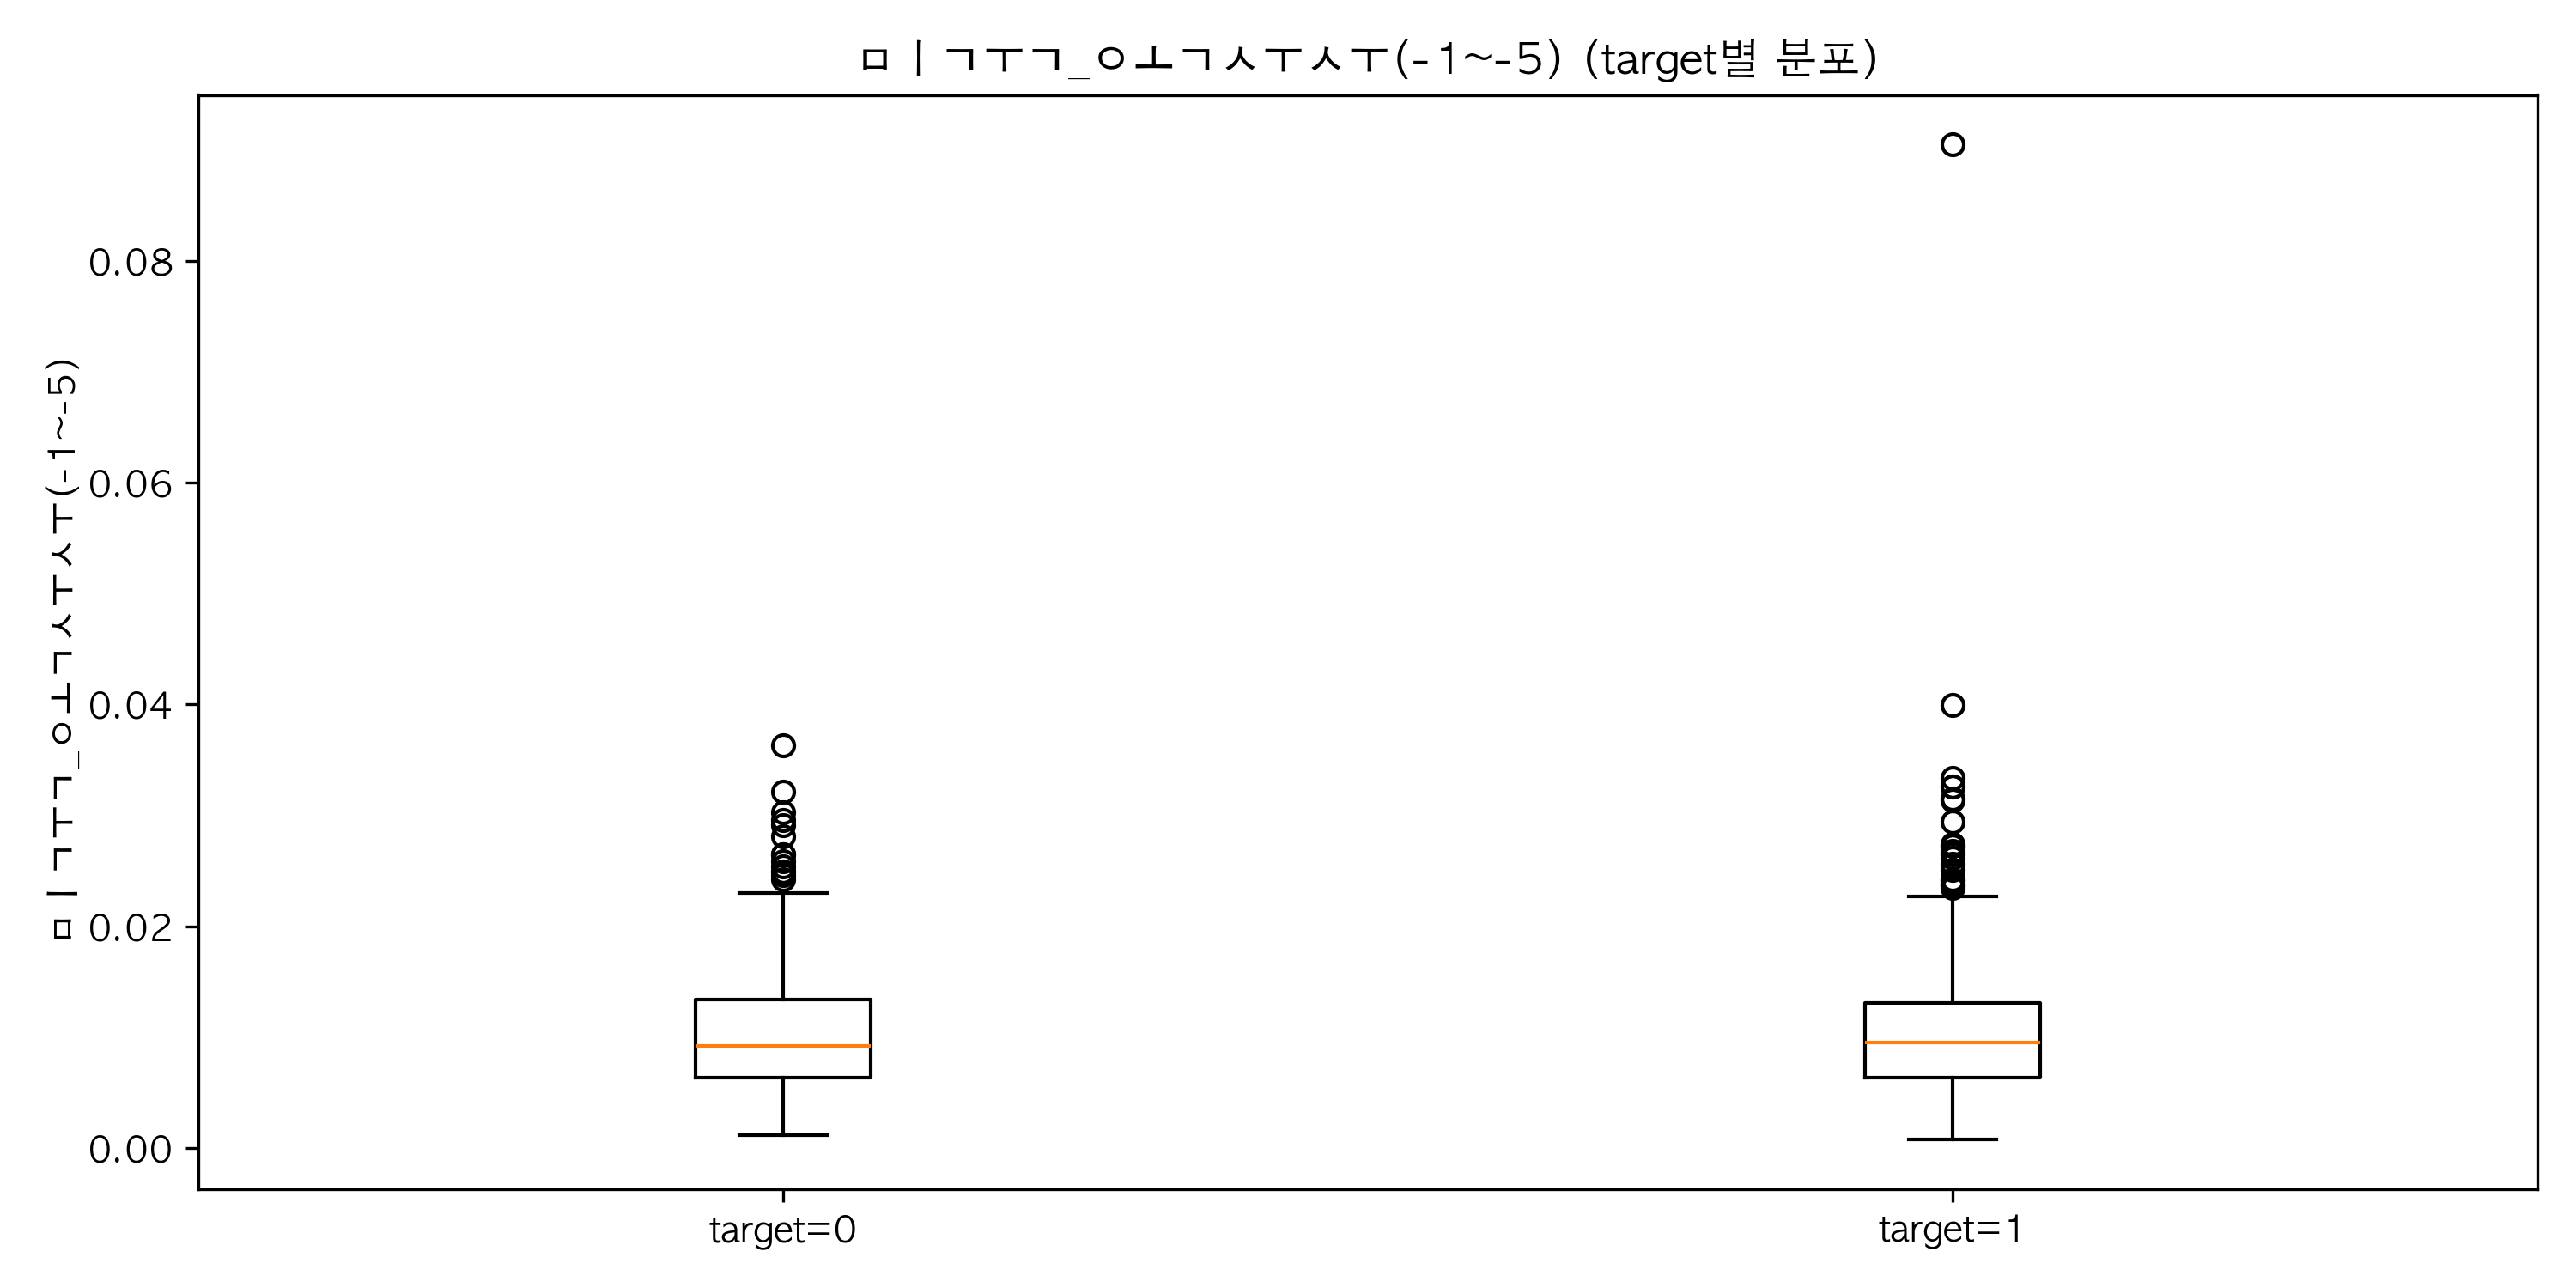 ㅁㅣㄱㅜㄱ_ㅇㅗㄱㅅㅜㅅㅜ(-1~-5) (target별 분포)
ㅁㅣㄱㅜㄱ_ㅇㅗㄱㅅㅜㅅㅜ(-1~-5)
0.08
0.06
0.04
0.02
0.00
target=0
target=1